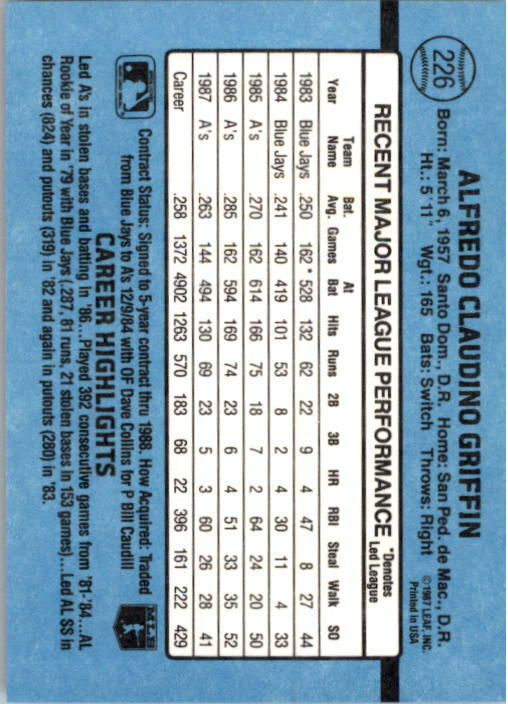 226
ALFREDO CLAUDINO GRIFFIN
Born: March 6, 1957 Santo Dom., D.R. Home: San Ped. de Mac., D.R.
Ht.: 5'11" Wgt.: 165 Bats: Switch Throws: Right
©1987 LEAF, INC.
Printed in USA
RECENT MAJOR LEAGUE PERFORMANCE *Denotes Led League
Year Team Name Bat. Avg. Games At Bat Hits Runs 2B 3B HR RBI Steal Walk SO
1983 Blue Jays .250 162* 528 132 62 22 9 4 47 8 27 44
1984 Blue Jays .241 140 419 101 53 8 2 4 30 11 4 33
1985 A's .270 162 614 166 75 18 7 2 64 24 20 50
1986 A's .285 162 594 169 74 23 6 4 51 33 35 52
1987 A's .263 144 494 130 69 23 5 3 60 26 28 41
Career .258 1372 4902 1263 570 183 68 22 396 161 222 429
Contract Status: Signed to 5-year contract thru 1988. How Acquired: Traded
from Blue Jays to A's 12/9/84 with OF Dave Collins for P Bill Caudill
MLB
CAREER HIGHLIGHTS
Led A's in stolen bases and batting in '86...Played 392 consecutive games from '81-'84...AL
Rookie of Year in '79 with Blue Jays (.287, 81 runs, 21 stolen bases in 153 games)...Led AL SS in
chances (824) and putouts (319) in '82 and again in putouts (280) in '83.